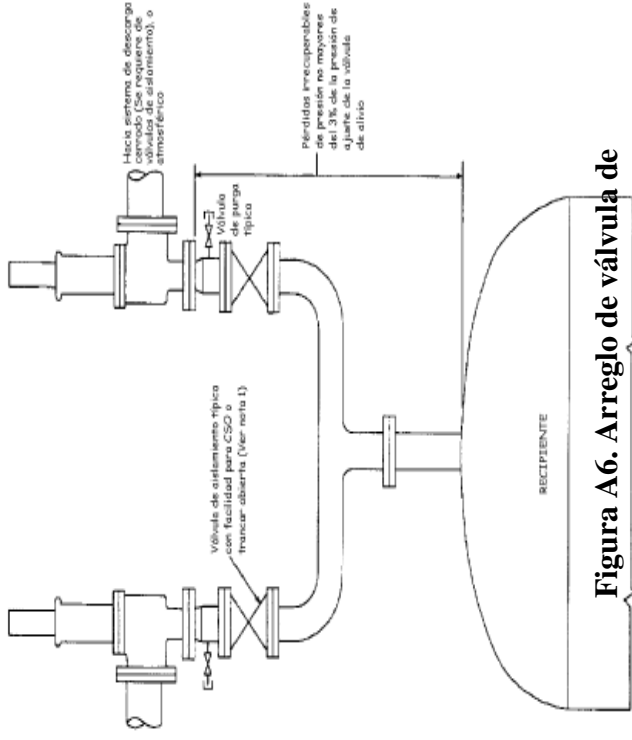 Hacia sistema de descarga
cerrado (Se requiere de
válvulas de aislamiento), o
atmosférico
Válvula
de purga
típica
Pérdidas irrecuperables
de presión no mayores
del 3% de la presión de
ajuste de la válvula
de alivio
Válvula de aislamiento típica
con facilidad para CSO o
trancar abierta (Ver nota 1)
RECIPIENTE
Figura A6. Arreglo de válvula de